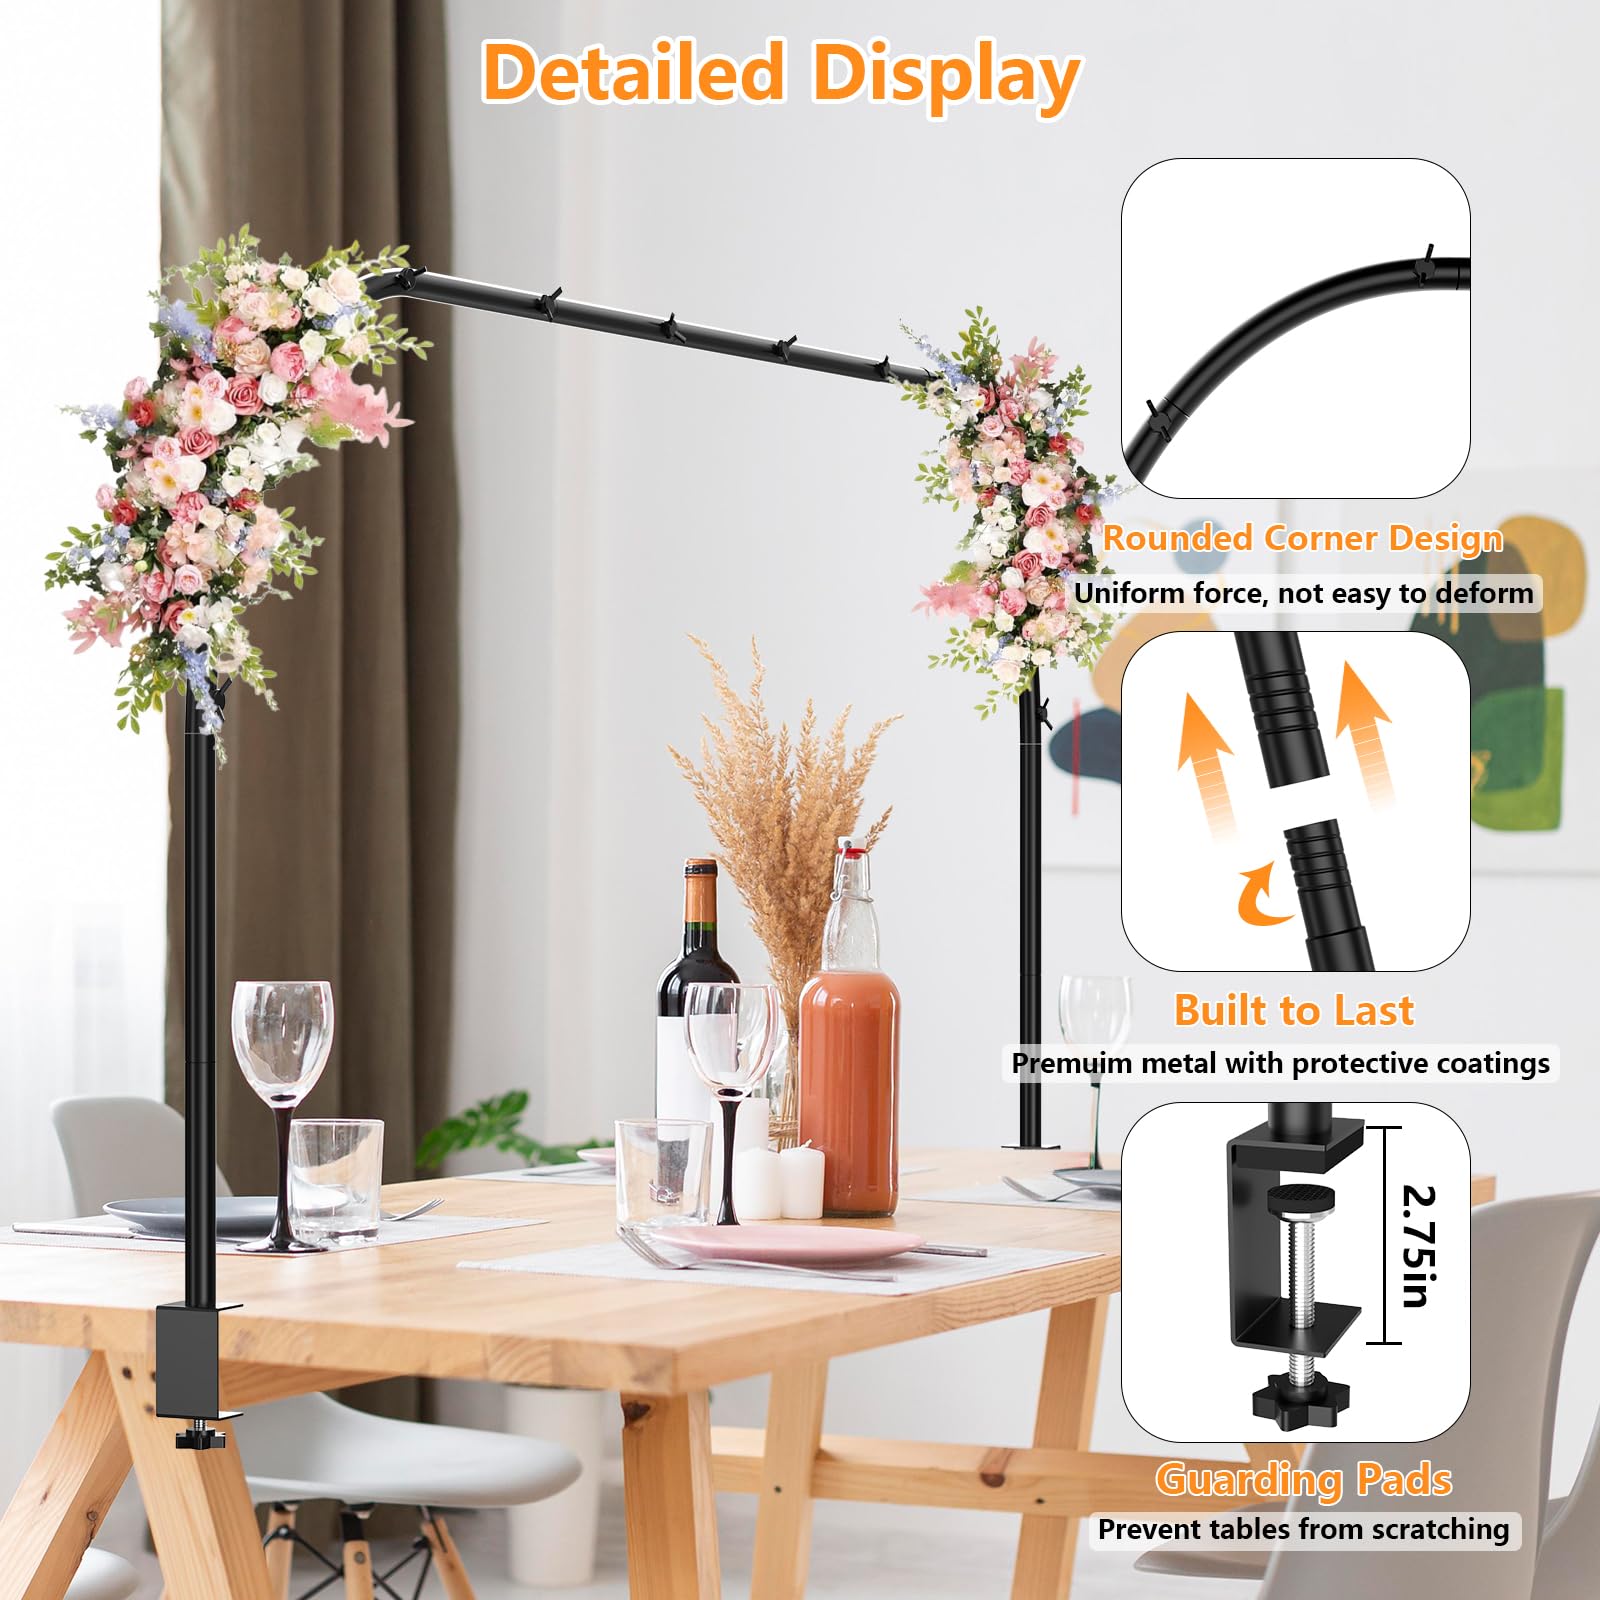 Detailed Display
Rounded Corner Design
Uniform force, not easy to deform
Built to Last
Premuim metal with protective coatings
2.75in
Guarding Pads
Prevent tables from scratching